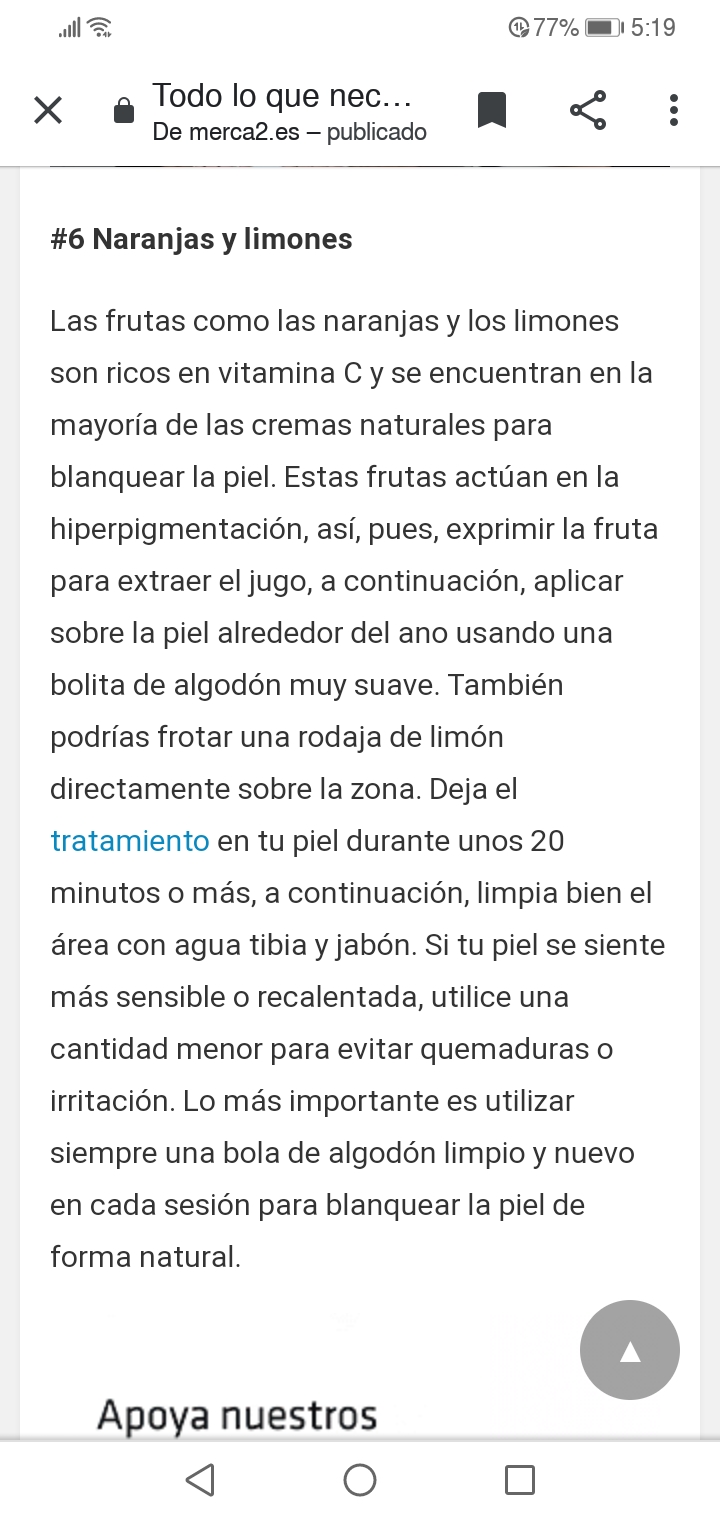 77% 5:19
Todo lo que nec...
De merca2.es – publicado
#6 Naranjas y limones
Las frutas como las naranjas y los limones
son ricos en vitamina C y se encuentran en la
mayoría de las cremas naturales para
blanquear la piel. Estas frutas actúan en la
hiperpigmentación, así, pues, exprimir la fruta
para extraer el jugo, a continuación, aplicar
sobre la piel alrededor del ano usando una
bolita de algodón muy suave. También
podrías frotar una rodaja de limón
directamente sobre la zona. Deja el
tratamiento en tu piel durante unos 20
minutos o más, a continuación, limpia bien el
área con agua tibia y jabón. Si tu piel se siente
más sensible o recalentada, utilice una
cantidad menor para evitar quemaduras o
irritación. Lo más importante es utilizar
siempre una bola de algodón limpio y nuevo
en cada sesión para blanquear la piel de
forma natural.
Apoya nuestros